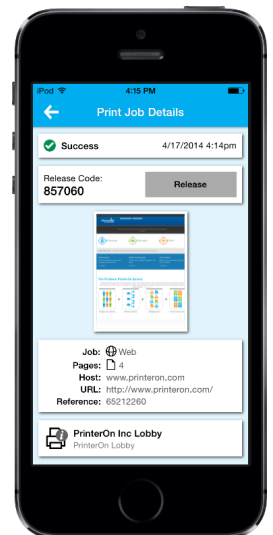 iPod 4:15 PM
Print Job Details
Success 4/17/2014 4:14pm
Release Code:
857060
Release
Job: Web
Pages: 4
Host: www.printeron.com
URL: http://www.printeron.com/
Reference: 65212260
PrinterOn Inc Lobby
PrinterOn Lobby